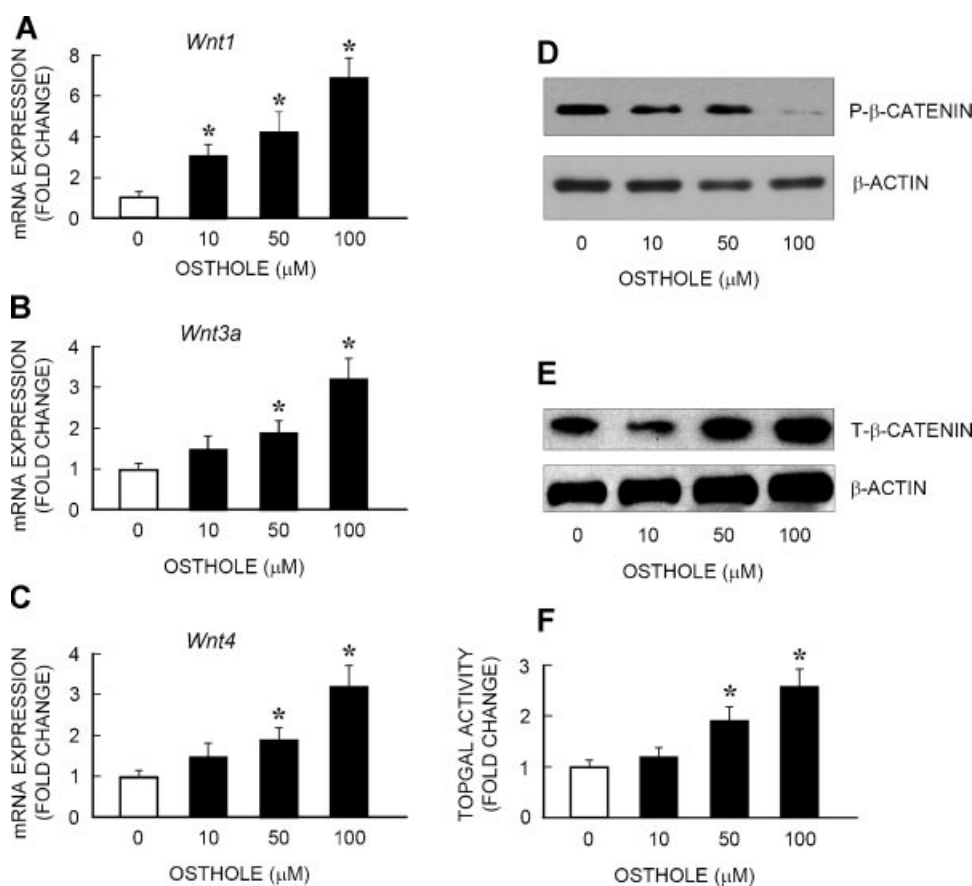 A
Wnt1
mRNA EXPRESSION
(FOLD CHANGE)
8
6
4
2
0
*
*
*
0 10 50 100
OSTHOLE (μM)
B
Wnt3a
mRNA EXPRESSION
(FOLD CHANGE)
4
3
2
1
0
*
*
0 10 50 100
OSTHOLE (μM)
C
Wnt4
mRNA EXPRESSION
(FOLD CHANGE)
4
3
2
1
0
*
*
0 10 50 100
OSTHOLE (μM)
D
P-β-CATENIN
β-ACTIN
0 10 50 100
OSTHOLE (μM)
E
T-β-CATENIN
β-ACTIN
0 10 50 100
OSTHOLE (μM)
F
TOPGAL ACTIVITY
(FOLD CHANGE)
3
2
1
0
*
*
0 10 50 100
OSTHOLE (μM)